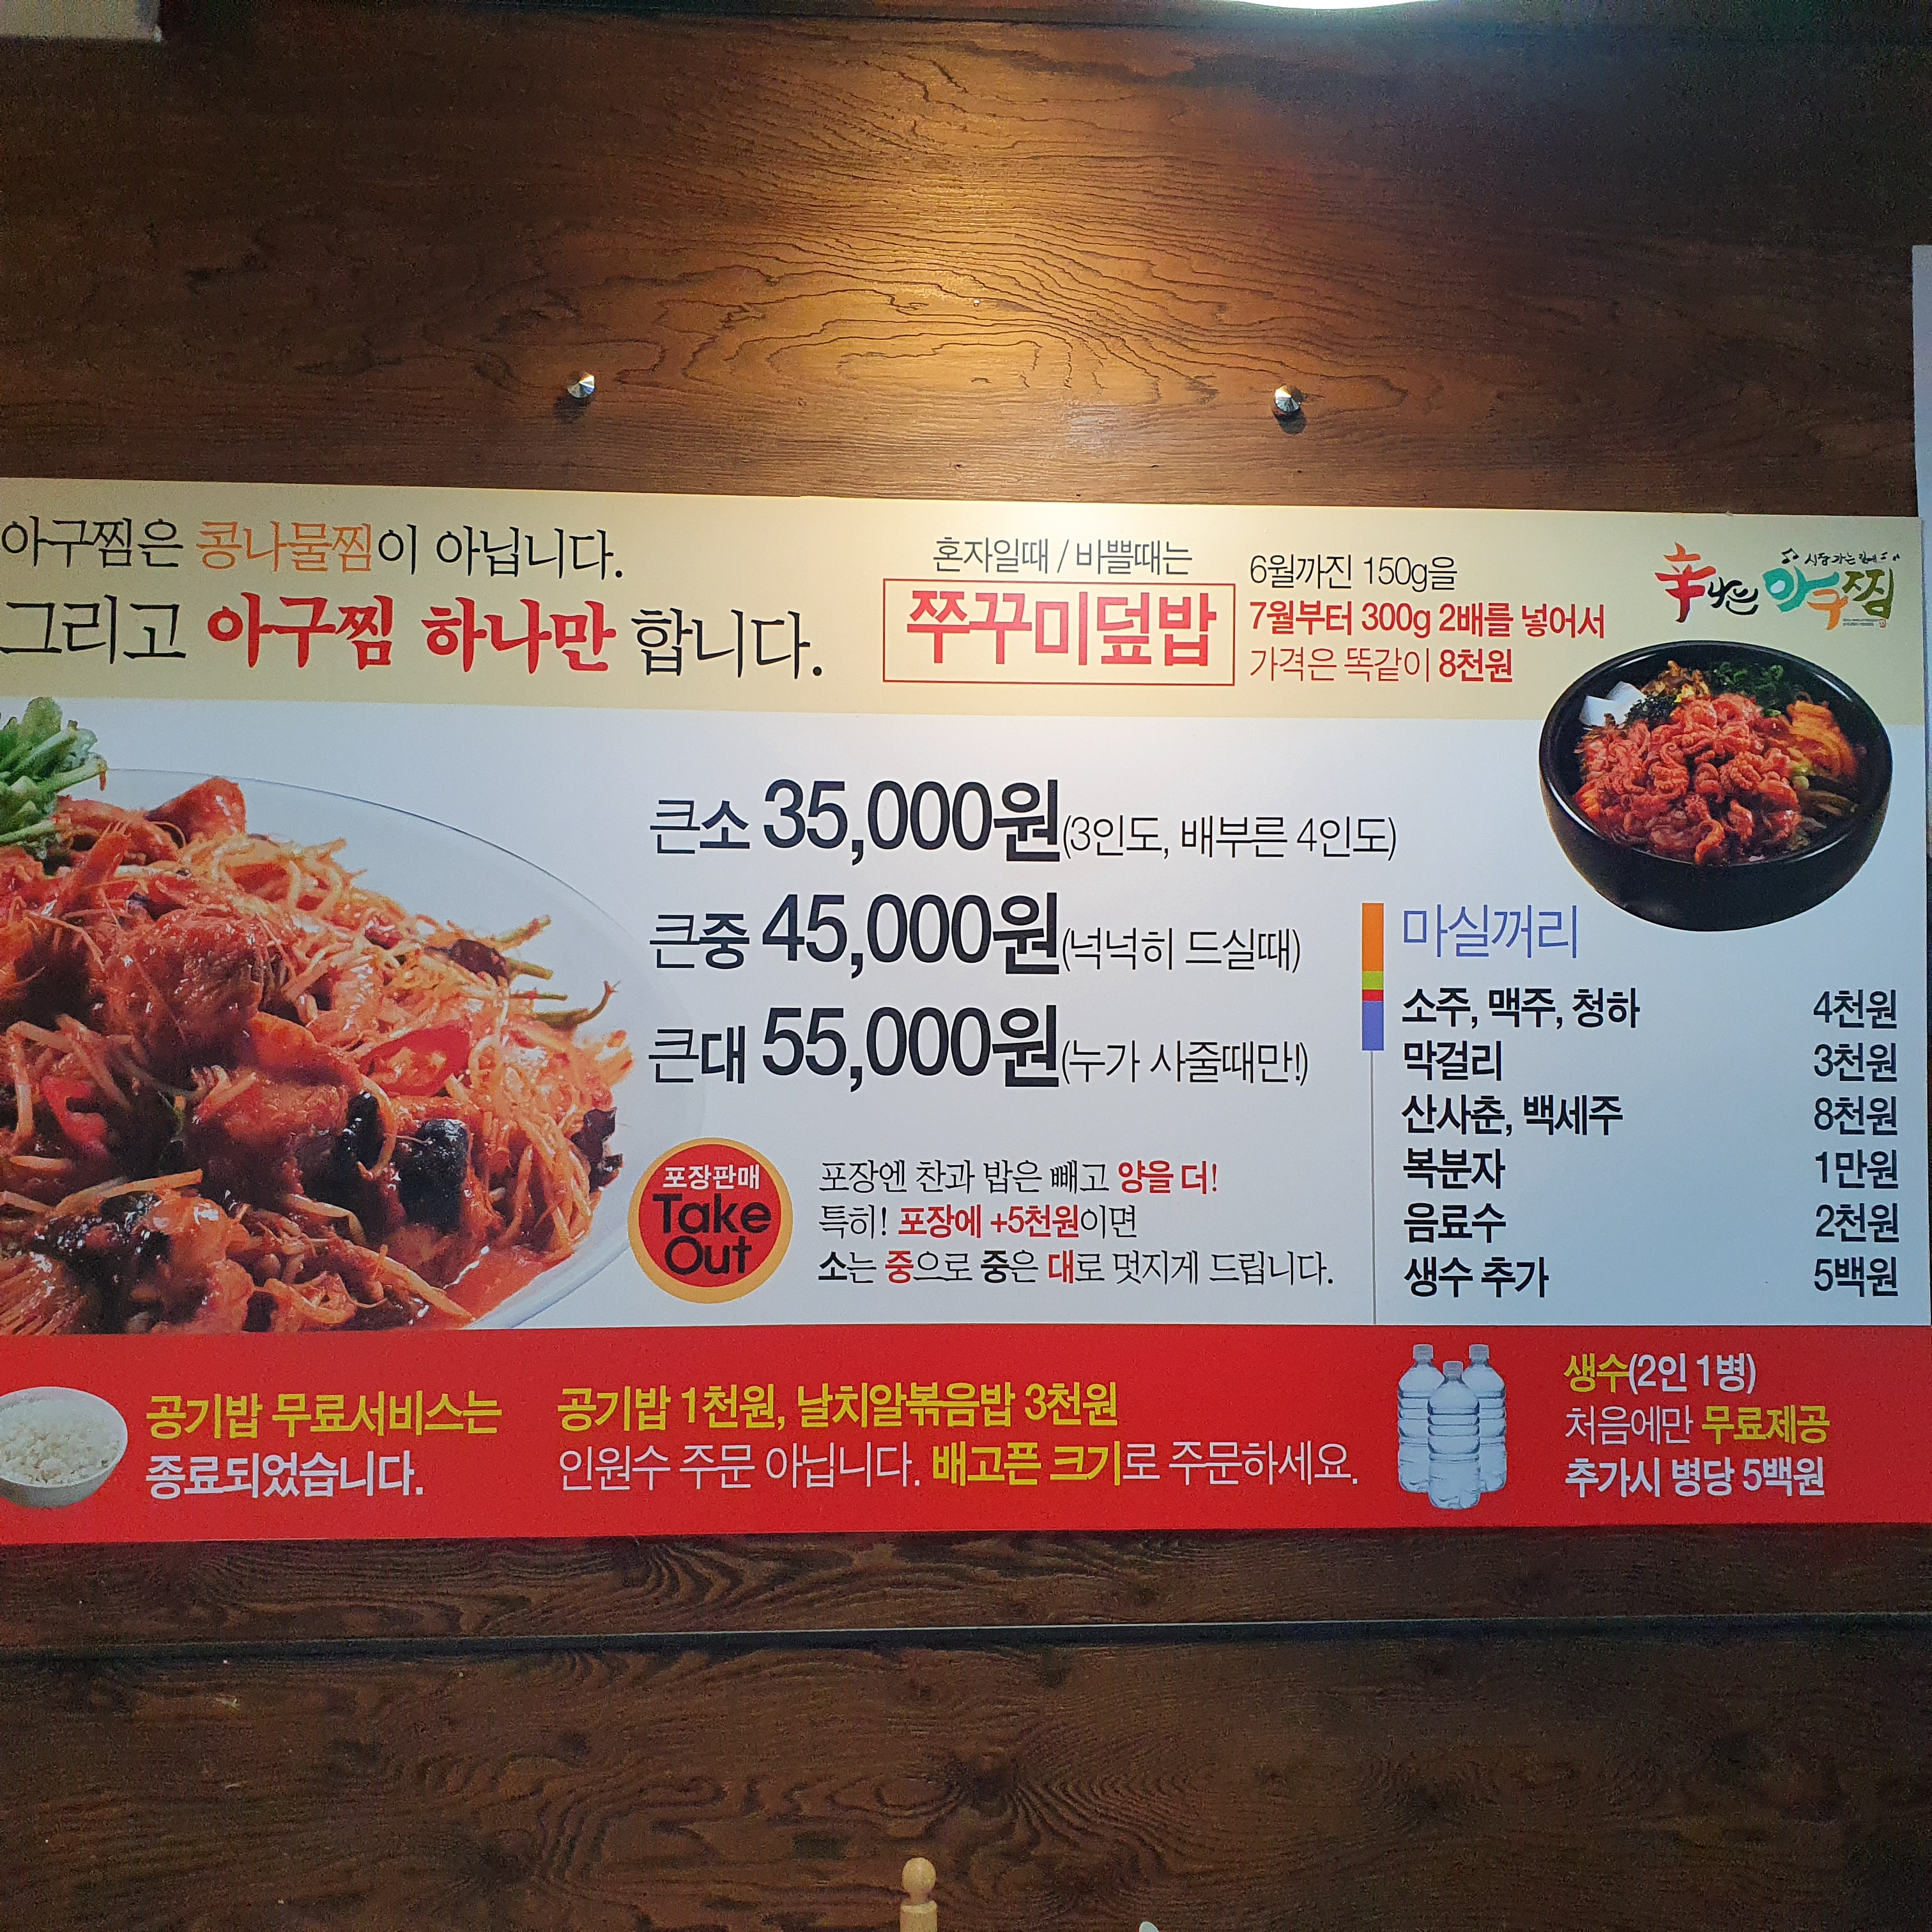 아구찜은 콩나물찜이 아닙니다.
그리고 아구찜 하나만 합니다.
혼자일때 / 바쁠때는
쭈꾸미덮밥
6월까진 150g을
7월부터 300g 2배를 넣어서
가격은 똑같이 8천원
시장가는길에
辛나는 아구찜
큰소 35,000원(3인도, 배부른 4인도)
큰중 45,000원(넉넉히 드실때)
큰대 55,000원(누가 사줄때만!)
포장판매
Take
Out
포장엔 찬과 밥은 빼고 양을 더!
특히! 포장에 +5천원이면
소는 중으로 중은 대로 멋지게 드립니다.
마실꺼리
소주, 맥주, 청하 4천원
막걸리 3천원
산사춘, 백세주 8천원
복분자 1만원
음료수 2천원
생수 추가 5백원
공기밥 무료서비스는
종료되었습니다.
공기밥 1천원, 날치알볶음밥 3천원
인원수 주문 아닙니다. 배고픈 크기로 주문하세요.
생수(2인 1병)
처음에만 무료제공
추가시 병당 5백원